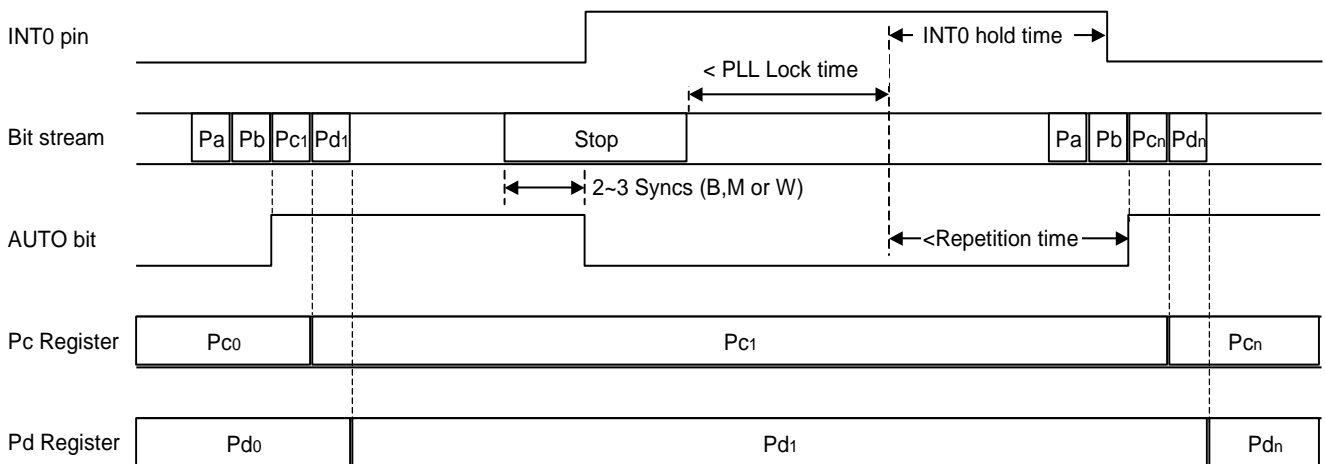 INT0 pin
INT0 hold time
< PLL Lock time
Bit stream
Pa Pb Pc1 Pd1 Stop Pa Pb Pcn Pdn
2~3 Syncs (B,M or W)
AUTO bit
<Repetition time
Pc Register Pc0 Pc1 Pcn
Pd Register Pd0 Pd1 Pdn